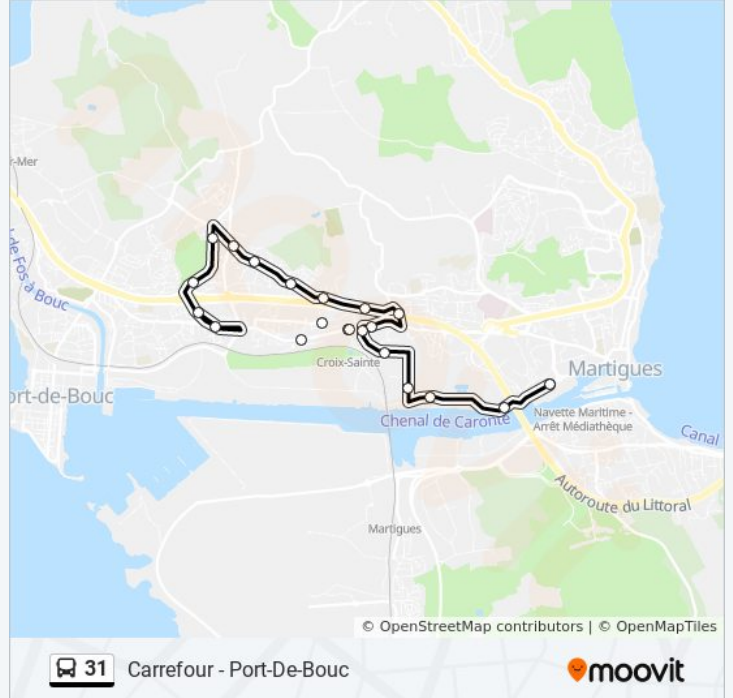 r-Mer
l de Fos à Bouc
Croix-Sainte
Martigues
ort-de-Bouc
Navette Maritime -
Arrêt Médiathèque
Chenal de Caronte
Canal
Autoroute du Littoral
Martigues
© OpenStreetMap contributors | © OpenMapTiles
31 Carrefour - Port-De-Bouc
moovit